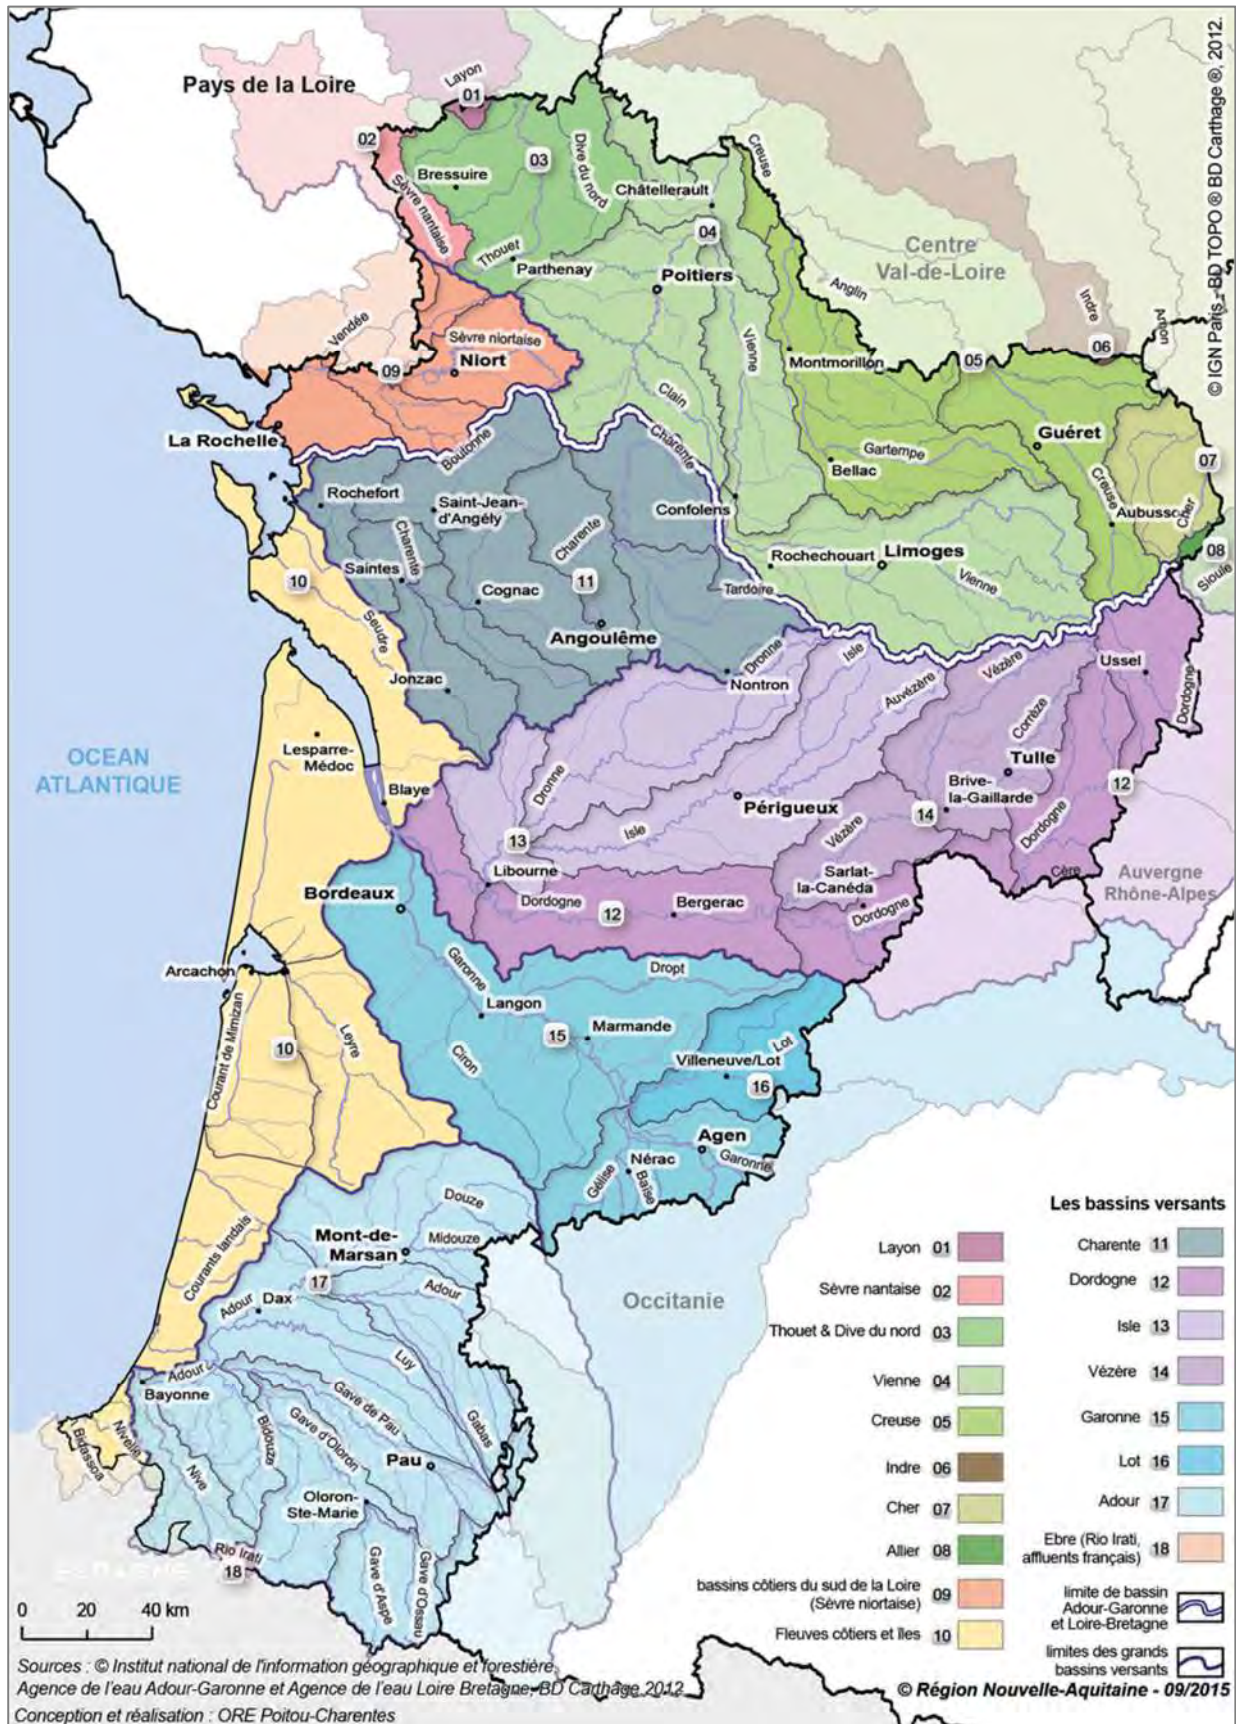 Pays de la Loire
Layon
01
02
03
Bressuire
Dive du nord
Creuse
Châtellerault
Sèvre nantaise
04
Thouet
Parthenay
Poitiers
Centre
Val-de-Loire
Anglin
Indre
Arnon
06
Vendée
Sèvre niortaise
Niort
Vienne
Montmorillon
05
09
Clain
La Rochelle
Boutonne
Charente
Gartempe
Guéret
Bellac
07
Creuse
Cher
Rochefort
Saint-Jean-
d'Angély
Confolens
Aubusson
Charente
Charente
Rochechouart
Limoges
08
Sioule
Saintes
10
11
Cognac
Tardoire
Vienne
Seudre
Angoulême
Dronne
Isle
Nontron
Auvézère
Vézère
Ussel
Jonzac
Dordogne
Corrèze
OCEAN
ATLANTIQUE
Lesparre-
Médoc
Dronne
Tulle
Blaye
Périgueux
Brive-
la-Gaillarde
12
Isle
13
Vézère
14
Dordogne
Libourne
Sarlat-
la-Canéda
Cère
Auvergne
Rhône-Alpes
Bordeaux
Dordogne
12
Bergerac
Dordogne
Garonne
Dropt
Arcachon
Langon
Courant de Mimizan
10
Leyre
Ciron
15
Marmande
Lot
Villeneuve/Lot
16
Agen
Nérac
Garonne
Gélise
Baïse
Douze
Courants landais
Mont-de-
Marsan
Midouze
17
Adour
Dax
Adour
Occitanie
Luy
Adour
Bayonne
Gave de Pau
Gabas
Nivelle
Bidassoa
Bidouze
Gave d'Oloron
Nive
Pau
Oloron-
Ste-Marie
Rio Irati
18
Gave d'Aspe
Gave d'Ossau
Les bassins versants
Layon 01
Sèvre nantaise 02
Thouet & Dive du nord 03
Vienne 04
Creuse 05
Indre 06
Cher 07
Allier 08
bassins côtiers du sud de la Loire
(Sèvre niortaise) 09
Fleuves côtiers et îles 10
Charente 11
Dordogne 12
Isle 13
Vézère 14
Garonne 15
Lot 16
Adour 17
Ebre (Rio Irati,
affluents français) 18
limite de bassin
Adour-Garonne
et Loire-Bretagne
limites des grands
bassins versants
0 20 40 km
Sources : © Institut national de l'information géographique et forestière,
Agence de l'eau Adour-Garonne et Agence de l'eau Loire Bretagne, BD Carthage 2012
Conception et réalisation : ORE Poitou-Charentes
© Région Nouvelle-Aquitaine - 09/2015
© IGN Paris - BD TOPO ® BD Carthage ®, 2012.